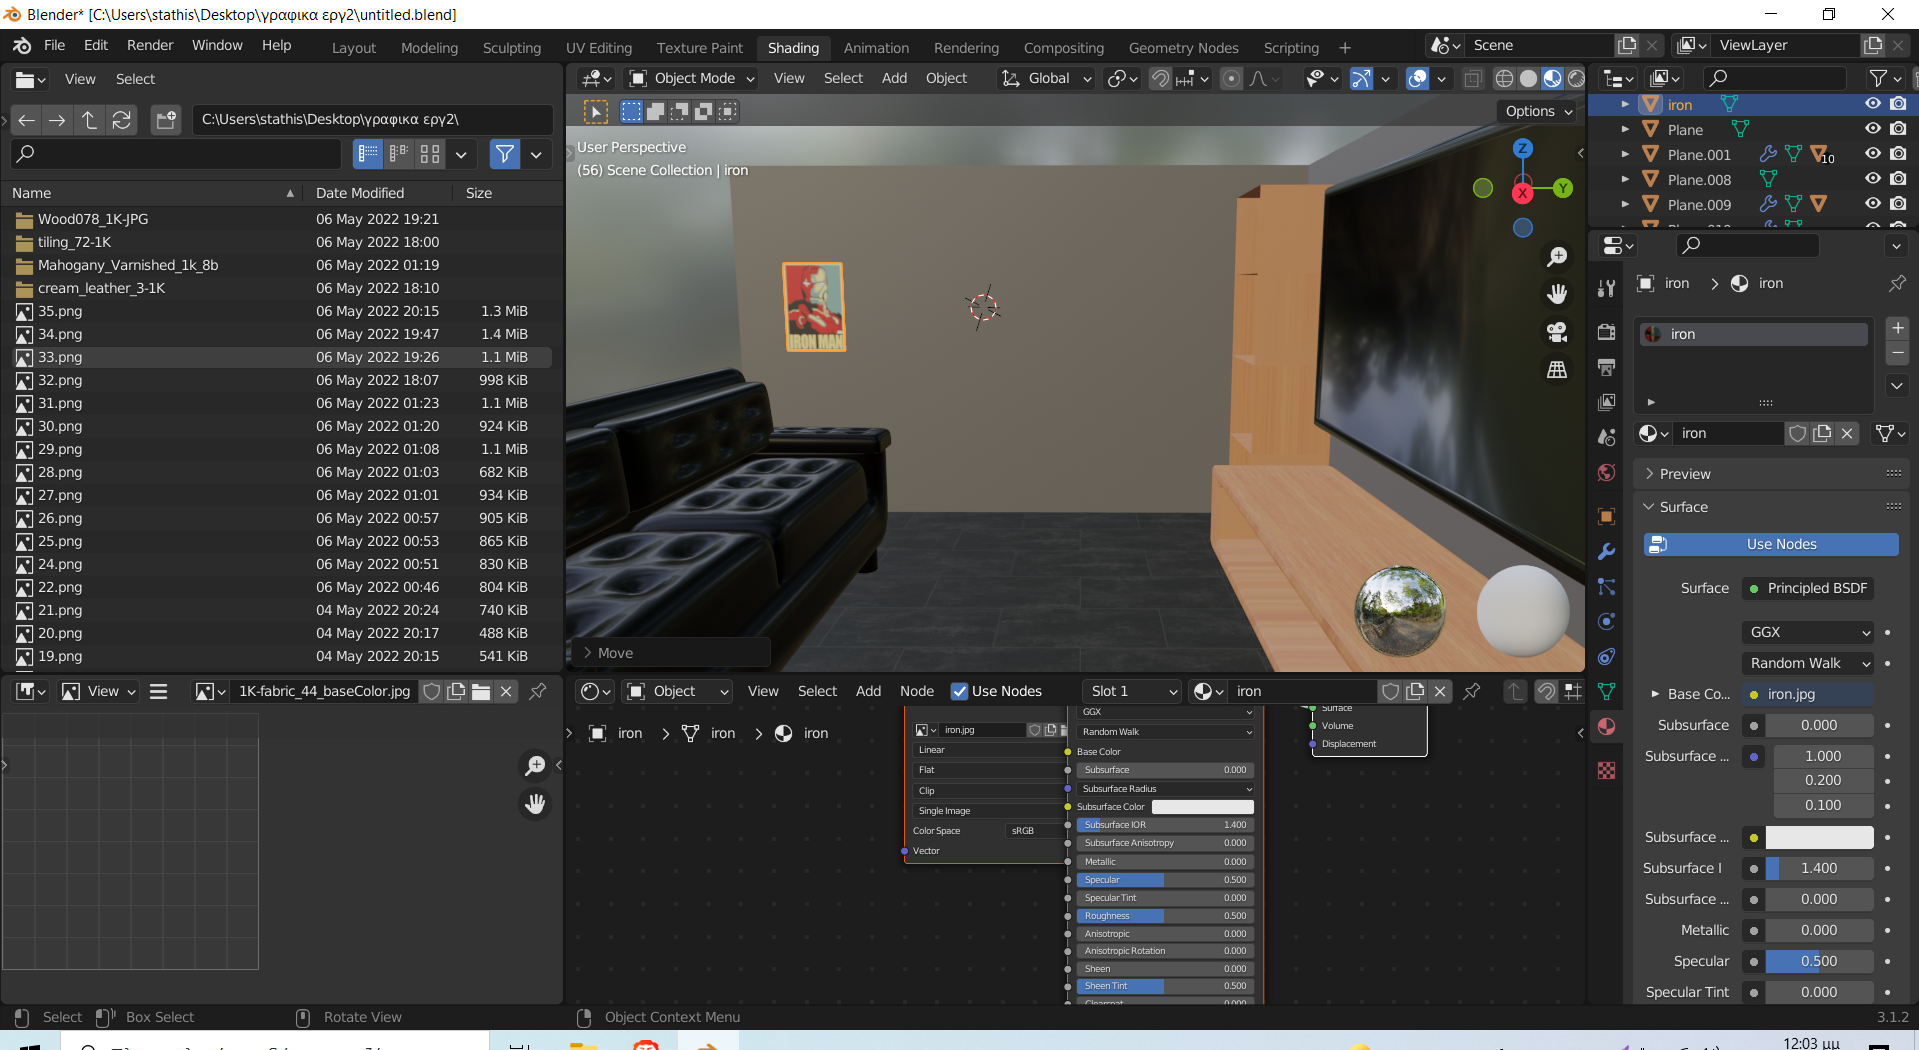 Blender* [C:\Users\stathis\Desktop\γραφικα εργ2\untitled.blend]
File Edit Render Window Help Layout Modeling Sculpting UV Editing Texture Paint Shading Animation Rendering Compositing Geometry Nodes Scripting + Scene ViewLayer
View Select
C:\Users\stathis\Desktop\γραφικα εργ2\
Name Date Modified Size
Wood078_1K-JPG 06 May 2022 19:21
tiling_72-1K 06 May 2022 18:00
Mahogany_Varnished_1k_8b 06 May 2022 01:19
cream_leather_3-1K 06 May 2022 18:10
35.png 06 May 2022 20:15 1.3 MiB
34.png 06 May 2022 19:47 1.4 MiB
33.png 06 May 2022 19:26 1.1 MiB
32.png 06 May 2022 18:07 998 KiB
31.png 06 May 2022 01:23 1.1 MiB
30.png 06 May 2022 01:20 924 KiB
29.png 06 May 2022 01:08 1.1 MiB
28.png 06 May 2022 01:03 682 KiB
27.png 06 May 2022 01:01 934 KiB
26.png 06 May 2022 00:57 905 KiB
25.png 06 May 2022 00:53 865 KiB
24.png 06 May 2022 00:51 830 KiB
22.png 06 May 2022 00:46 804 KiB
21.png 04 May 2022 20:24 740 KiB
20.png 04 May 2022 20:17 488 KiB
19.png 04 May 2022 20:15 541 KiB
Object Mode View Select Add Object Global
Options
User Perspective
(56) Scene Collection | iron
Z
Y
X
IRON MAN
Move
iron
Plane
Plane.001 10
Plane.008
Plane.009
iron iron
iron
iron
Preview
Surface
Use Nodes
Surface Principled BSDF
GGX
Random Walk
Base Co... iron.jpg
Subsurface 0.000
Subsurface ... 1.000
0.200
0.100
Subsurface ...
Subsurface I 1.400
Subsurface ... 0.000
Metallic 0.000
Specular 0.500
Specular Tint 0.000
View 1K-fabric_44_baseColor.jpg
Object View Select Add Node Use Nodes Slot 1 iron
iron iron iron
iron.jpg
Linear
Flat
Clip
Single Image
Color Space sRGB
Vector
GGX
Random Walk
Base Color
Subsurface 0.000
Subsurface Radius
Subsurface Color
Subsurface IOR 1.400
Subsurface Anisotropy 0.000
Metallic 0.000
Specular 0.500
Specular Tint 0.000
Roughness 0.500
Anisotropic 0.000
Anisotropic Rotation 0.000
Sheen 0.000
Sheen Tint 0.500
Clearcoat 0.000
Surface
Volume
Displacement
Select Box Select Rotate View Object Context Menu 3.1.2
12:03 μμ